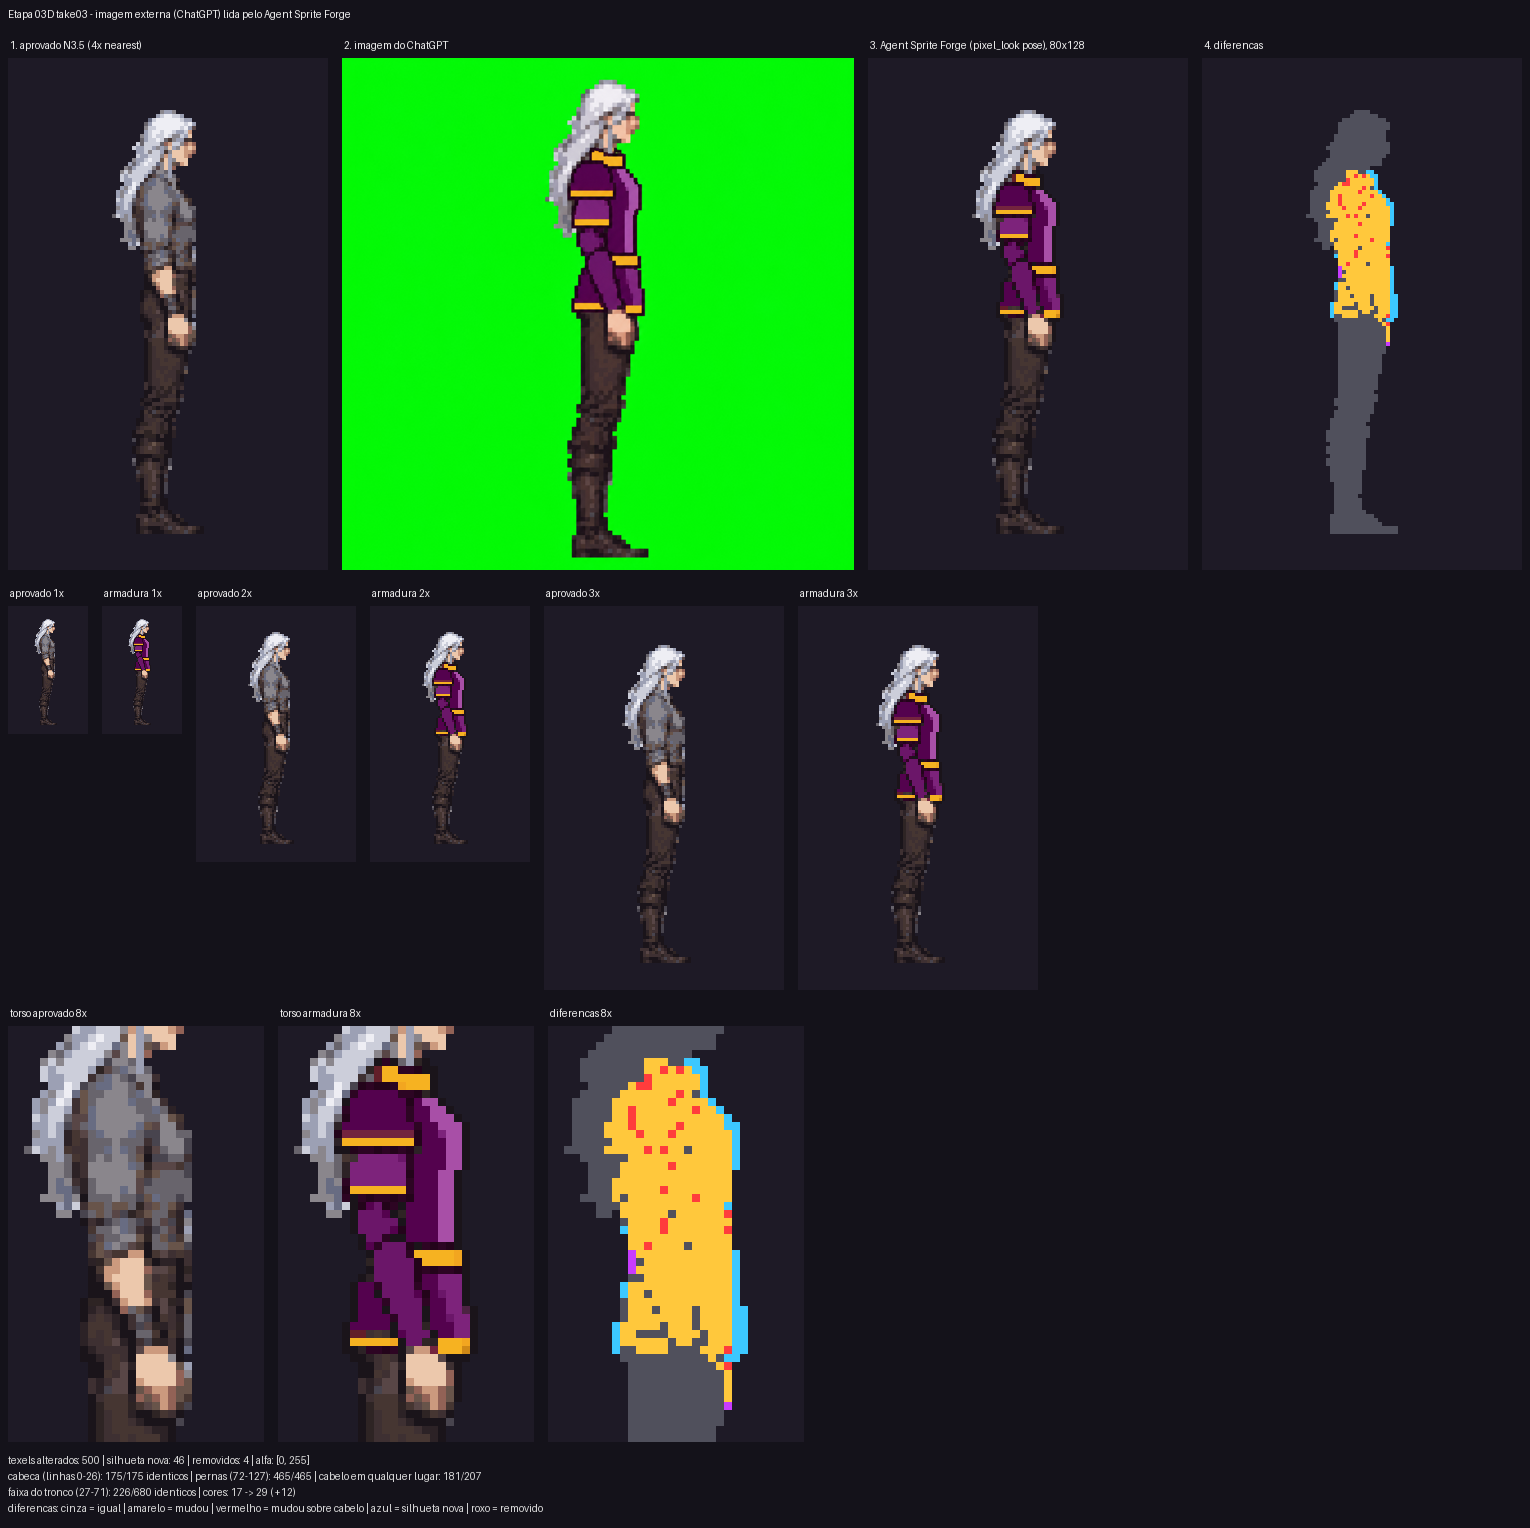 Etapa 03D take03 - imagem externa (ChatGPT) lida pelo Agent Sprite Forge
1. aprovado N3.5 (4x nearest)
2. imagem do ChatGPT
3. Agent Sprite Forge (pixel_look pose), 80x128
4. diferencas
aprovado 1x
armadura 1x
aprovado 2x
armadura 2x
aprovado 3x
armadura 3x
torso aprovado 8x
torso armadura 8x
diferencas 8x
texels alterados: 500 | silhueta nova: 46 | removidos: 4 | alfa: [0, 255]
cabeca (linhas 0-26): 175/175 identicos | pernas (72-127): 465/465 | cabelo em qualquer lugar: 181/207
faixa do tronco (27-71): 226/680 identicos | cores: 17 -> 29 (+12)
diferencas: cinza = igual | amarelo = mudou | vermelho = mudou sobre cabelo | azul = silhueta nova | roxo = removido